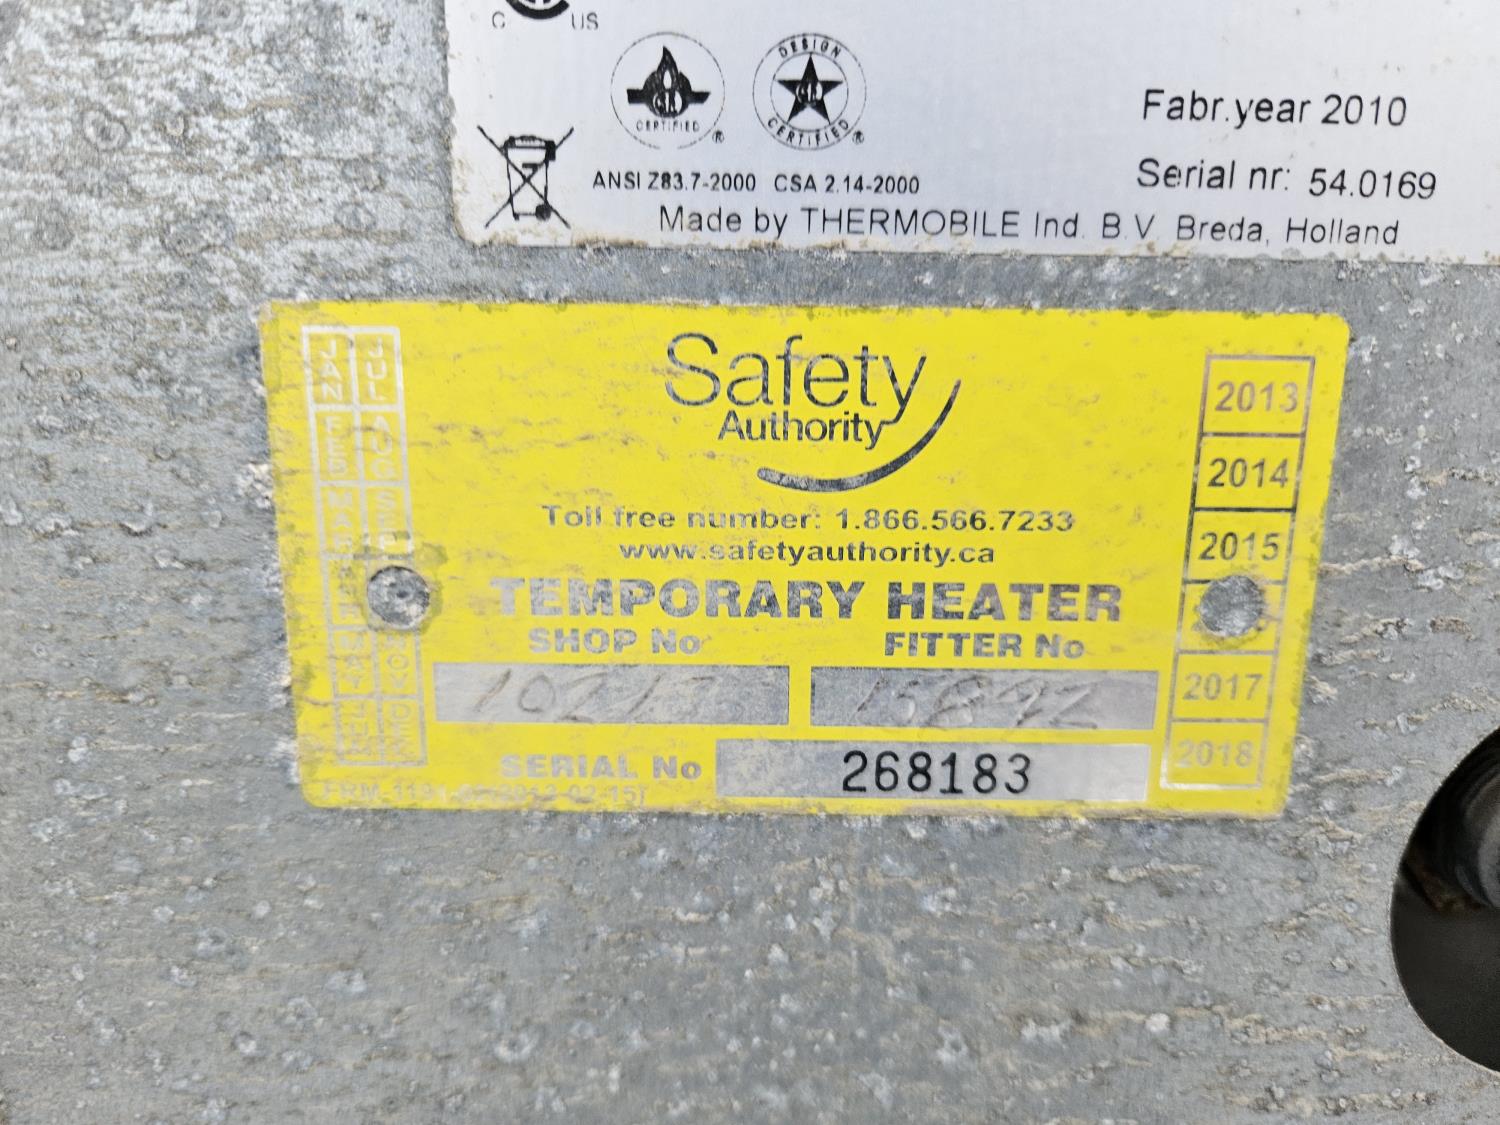 C US
DESIGN
CERTIFIED ® CERTIFIED ®
Fabr.year 2010
ANSI Z83.7-2000 CSA 2.14-2000
Serial nr: 54.0169
Made by THERMOBILE Ind. B.V. Breda, Holland
JAN JUL
FEB AUG
MAR SEP
MAY NOV
JUN DEC
Safety
Authority
Toll free number: 1.866.566.7233
www.safetyauthority.ca
TEMPORARY HEATER
SHOP No FITTER No
15892
SERIAL No 268183
2013
2014
2015
2017
2018